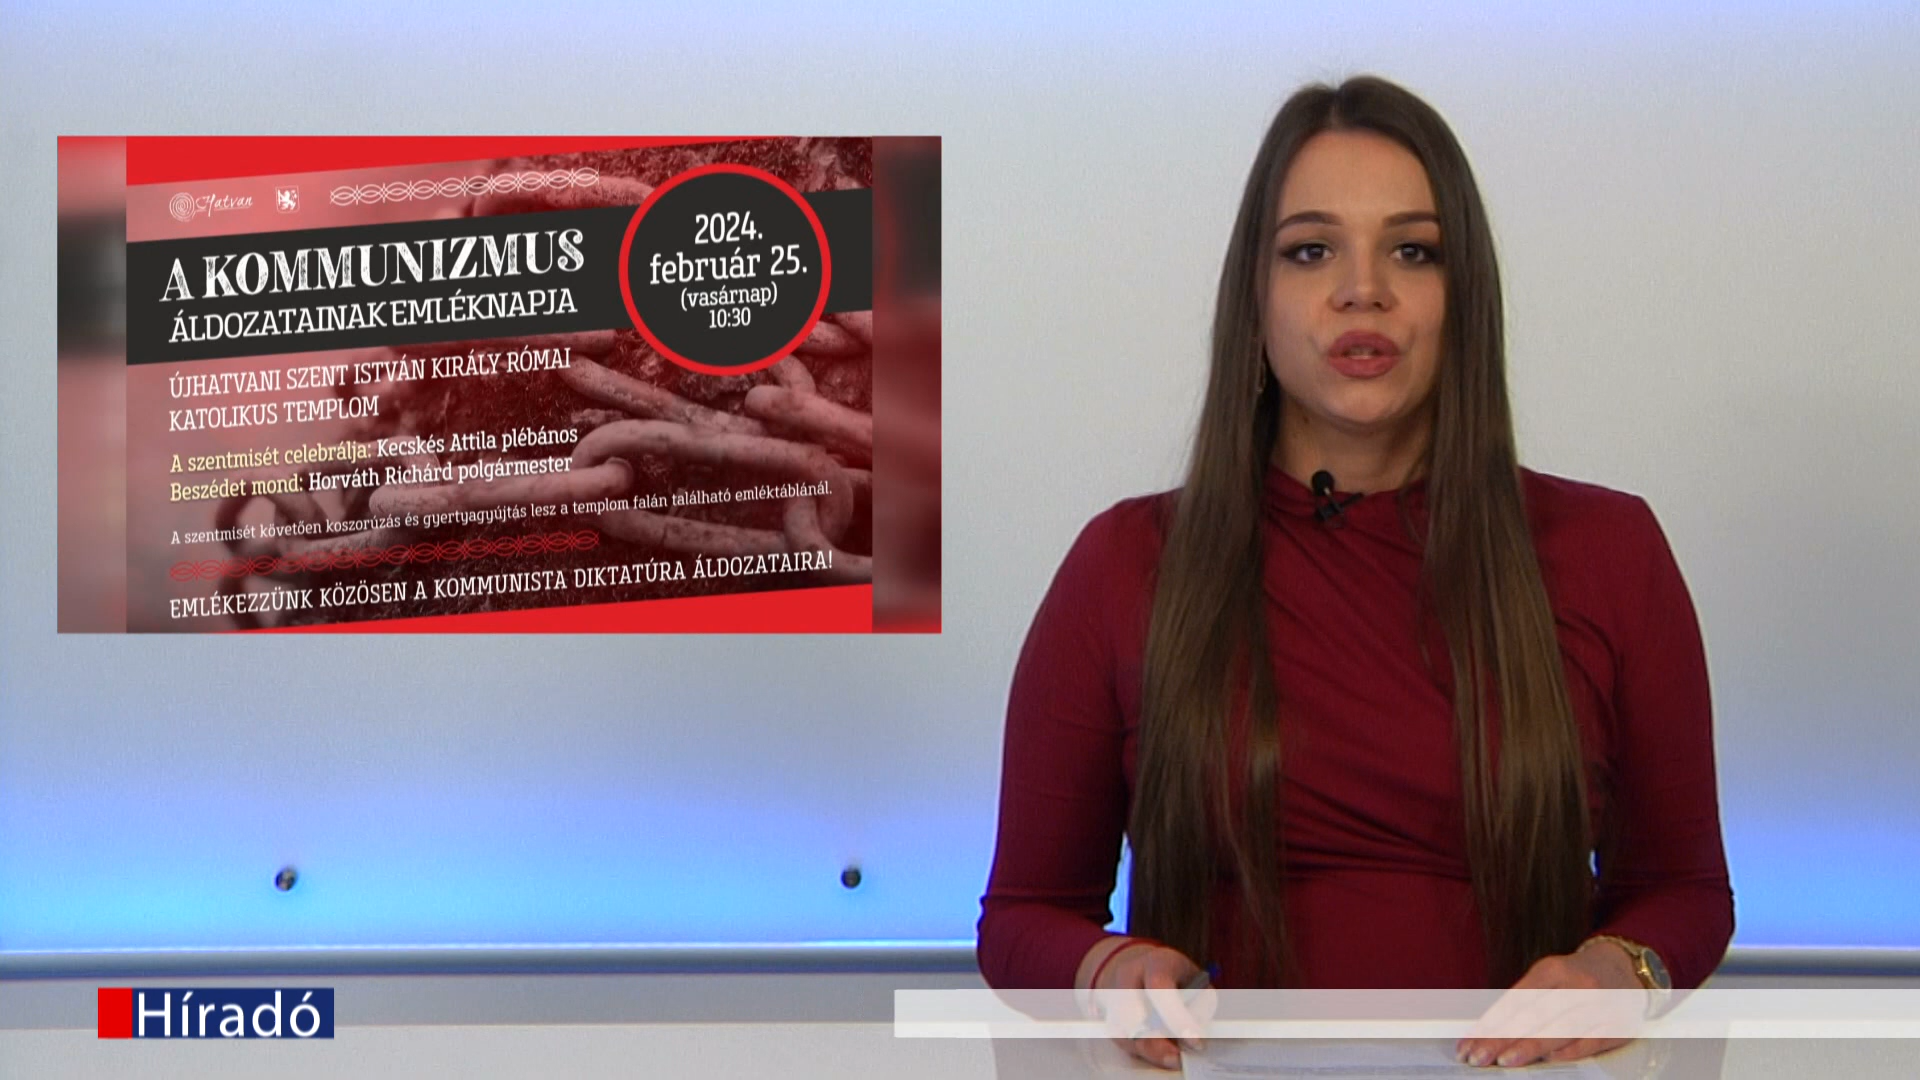 Hatvan
A KOMMUNIZMUS
ÁLDOZATAINAK EMLÉKNAPJA
2024.
február 25.
(vasárnap)
10:30
ÚJHATVANI SZENT ISTVÁN KIRÁLY RÓMAI
KATOLIKUS TEMPLOM
A szentmisét celebrálja: Kecskés Attila plébános
Beszédet mond: Horváth Richárd polgármester
A szentmisét követően koszorúzás és gyertyagyújtás lesz a templom falán található emléktáblánál.
EMLÉKEZZÜNK KÖZÖSEN A KOMMUNISTA DIKTATÚRA ÁLDOZATAIRA!
Híradó